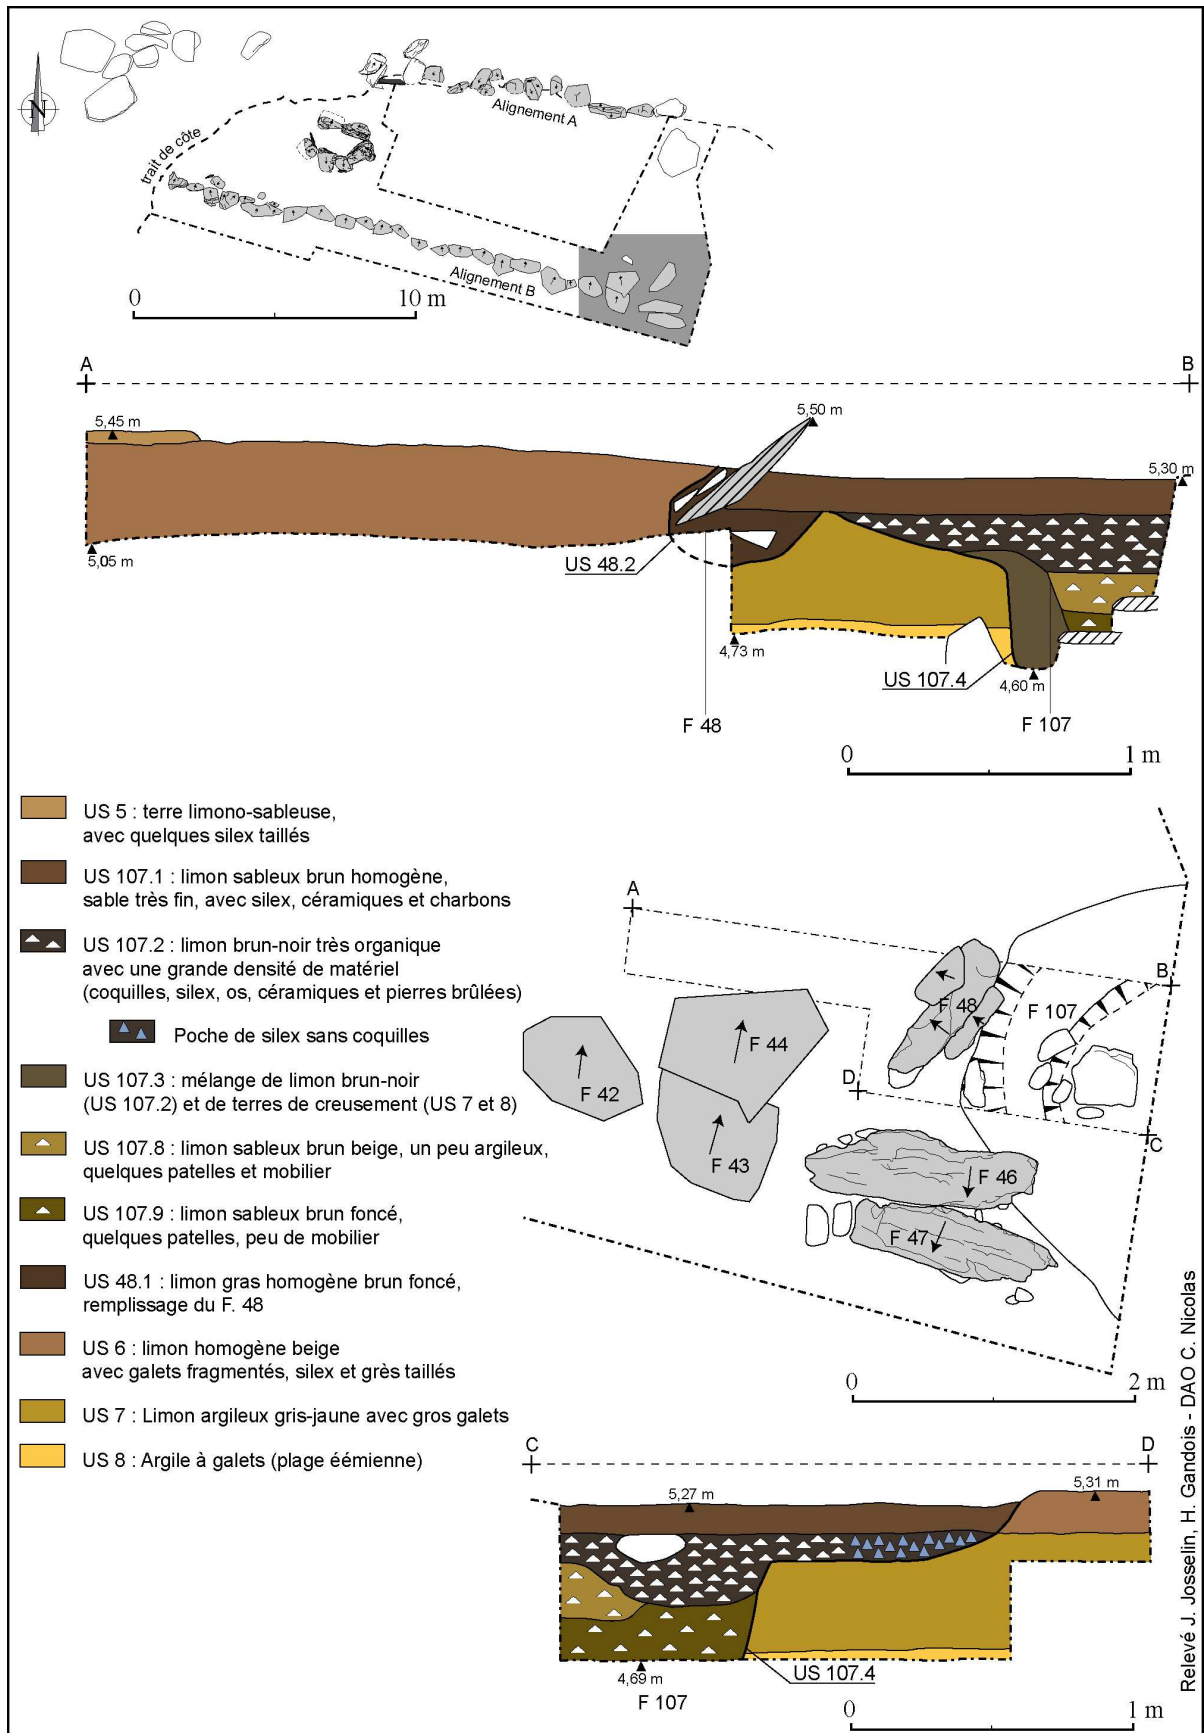 N
trait de côte
Alignement A
Alignement B
0 10 m
A B
5,45 m
5,50 m
5,30 m
5,05 m
US 48.2
4,73 m
US 107.4
4,60 m
F 48
F 107
0 1 m
US 5 : terre limono-sableuse,
avec quelques silex taillés
US 107.1 : limon sableux brun homogène,
sable très fin, avec silex, céramiques et charbons
US 107.2 : limon brun-noir très organique
avec une grande densité de matériel
(coquilles, silex, os, céramiques et pierres brûlées)
Poche de silex sans coquilles
US 107.3 : mélange de limon brun-noir
(US 107.2) et de terres de creusement (US 7 et 8)
US 107.8 : limon sableux brun beige, un peu argileux,
quelques patelles et mobilier
US 107.9 : limon sableux brun foncé,
quelques patelles, peu de mobilier
US 48.1 : limon gras homogène brun foncé,
remplissage du F. 48
US 6 : limon homogène beige
avec galets fragmentés, silex et grès taillés
US 7 : Limon argileux gris-jaune avec gros galets
US 8 : Argile à galets (plage éémienne)
A
B
F 48
F 107
F 44
F 42
D
C
F 43
F 46
F 47
0 2 m
C D
5,27 m
5,31 m
4,69 m
US 107.4
F 107
0 1 m
Relevé J. Josselin, H. Gandois - DAO C. Nicolas